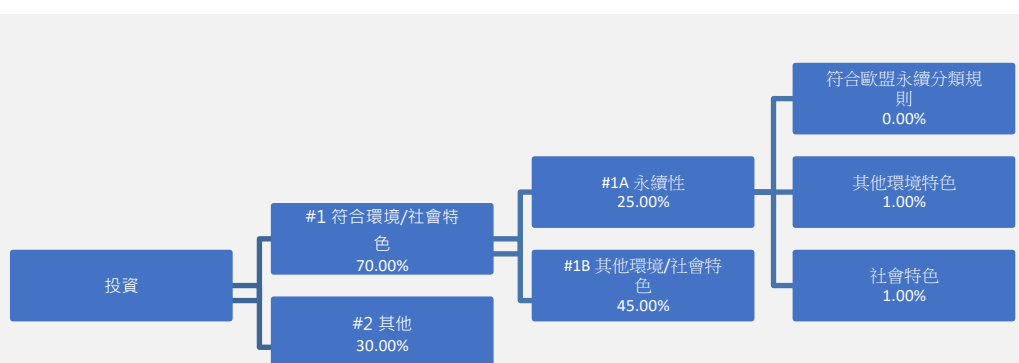 投資
#1 符合環境/社會特
色
70.00%
#2 其他
30.00%
#1A 永續性
25.00%
#1B 其他環境/社會特
色
45.00%
符合歐盟永續分類規
則
0.00%
其他環境特色
1.00%
社會特色
1.00%